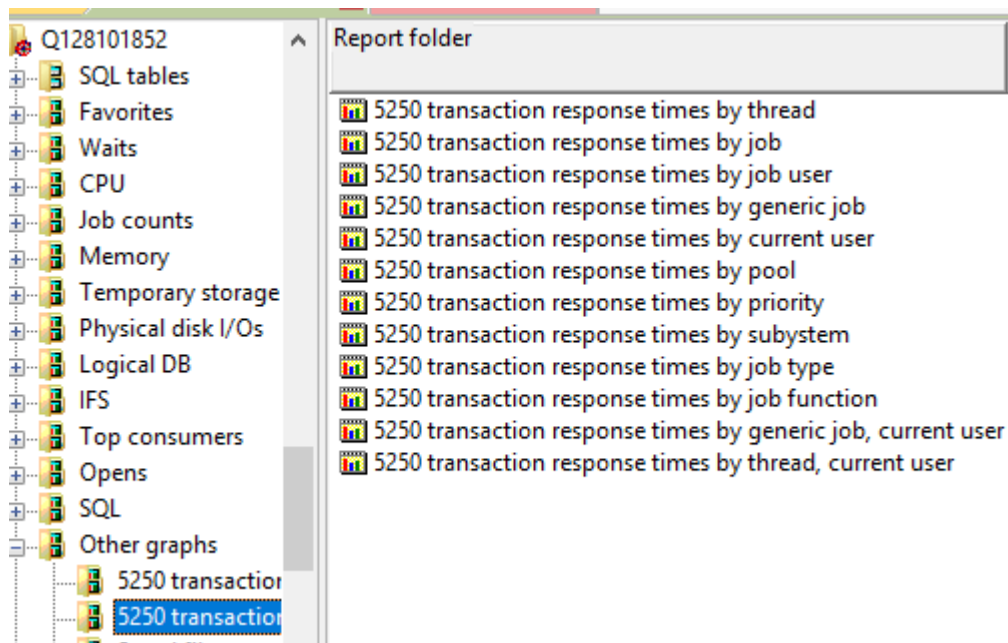 Q128101852
SQL tables
Favorites
Waits
CPU
Job counts
Memory
Temporary storage
Physical disk I/Os
Logical DB
IFS
Top consumers
Opens
SQL
Other graphs
5250 transaction
5250 transaction
Report folder
5250 transaction response times by thread
5250 transaction response times by job
5250 transaction response times by job user
5250 transaction response times by generic job
5250 transaction response times by current user
5250 transaction response times by pool
5250 transaction response times by priority
5250 transaction response times by subystem
5250 transaction response times by job type
5250 transaction response times by job function
5250 transaction response times by generic job, current user
5250 transaction response times by thread, current user